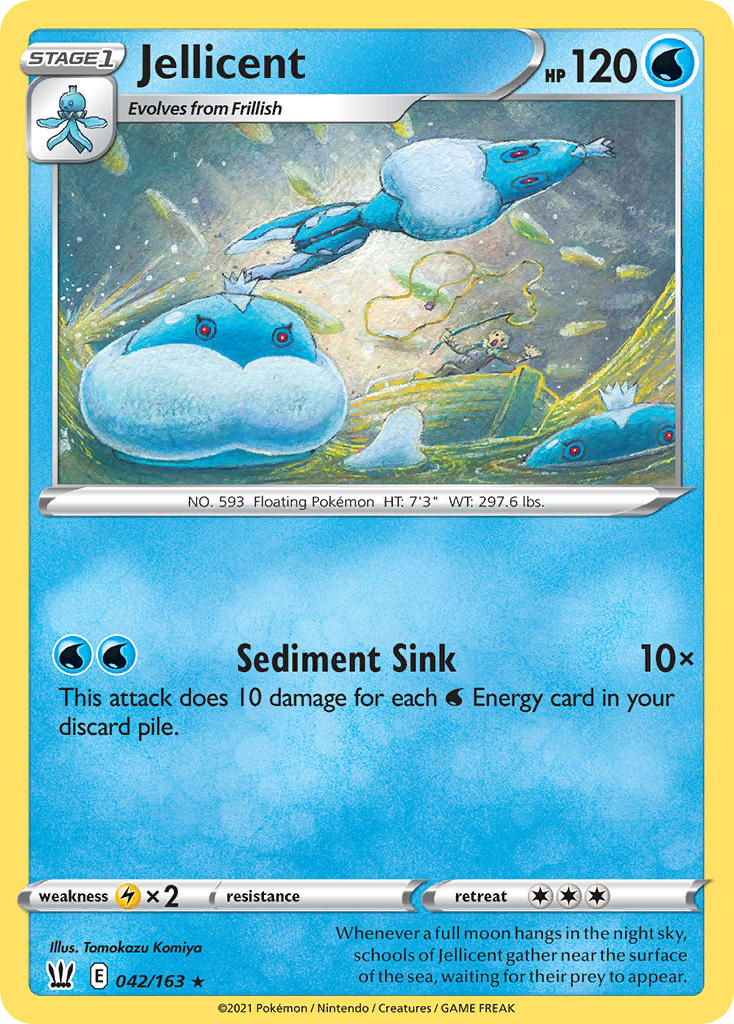 STAGE1
Jellicent
HP 120
Evolves from Frillish
NO. 593 Floating Pokémon HT: 7'3" WT: 297.6 lbs.
Sediment Sink 10×
This attack does 10 damage for each Energy card in your
discard pile.
weakness ×2 resistance retreat
Illus. Tomokazu Komiya
Whenever a full moon hangs in the night sky,
schools of Jellicent gather near the surface
of the sea, waiting for their prey to appear.
E 042/163 ★
©2021 Pokémon / Nintendo / Creatures / GAME FREAK